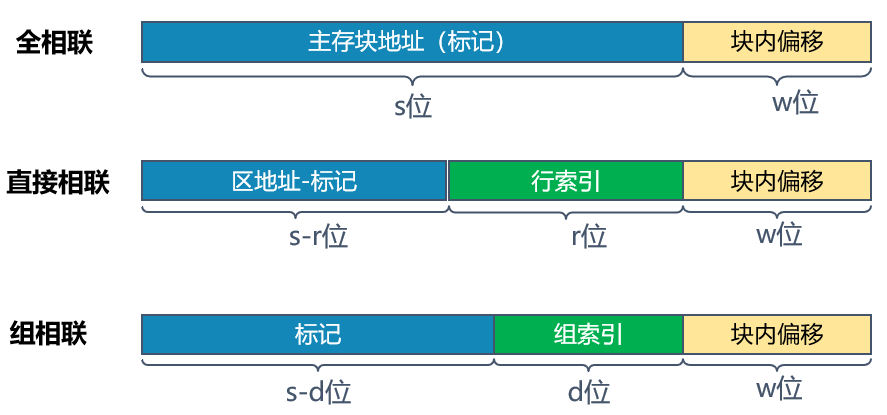 全相联 主存块地址（标记） 块内偏移
s位 w位
直接相联 区地址-标记 行索引 块内偏移
s-r位 r位 w位
组相联 标记 组索引 块内偏移
s-d位 d位 w位